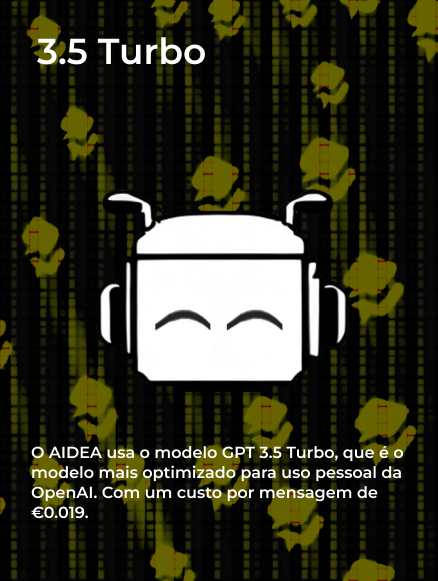 3.5 Turbo
O AIDEA usa o modelo GPT 3.5 Turbo, que é o
modelo mais optimizado para uso pessoal da
OpenAI. Com um custo por mensagem de
€0.019.